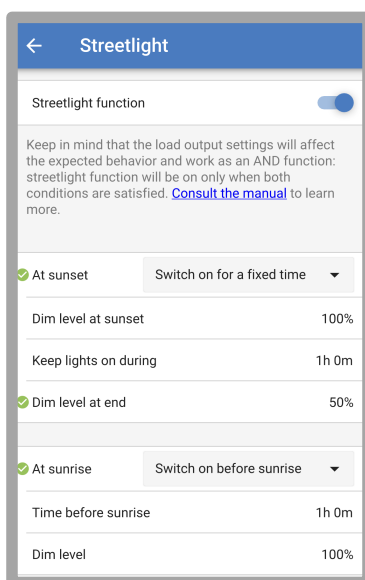 Streetlight
Streetlight function
Keep in mind that the load output settings will affect
the expected behavior and work as an AND function:
streetlight function will be on only when both
conditions are satisfied. Consult the manual to learn
more.
At sunset Switch on for a fixed time
Dim level at sunset 100%
Keep lights on during 1h 0m
Dim level at end 50%
At sunrise Switch on before sunrise
Time before sunrise 1h 0m
Dim level 100%